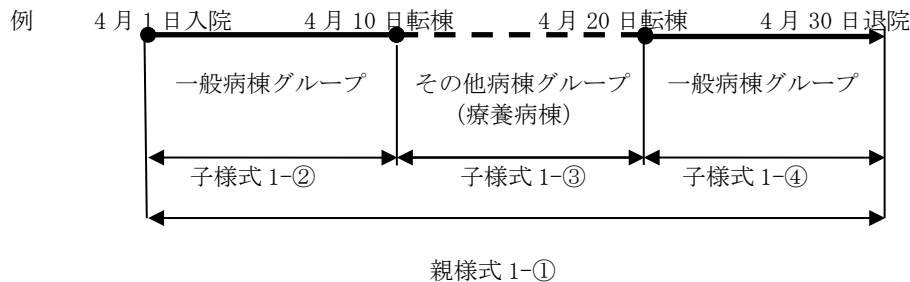 例 4月1日入院 4月10日転棟 4月20日転棟 4月30日退院
一般病棟グループ その他病棟グループ 一般病棟グループ
(療養病棟)
子様式1-② 子様式1-③ 子様式1-④
親様式1-①